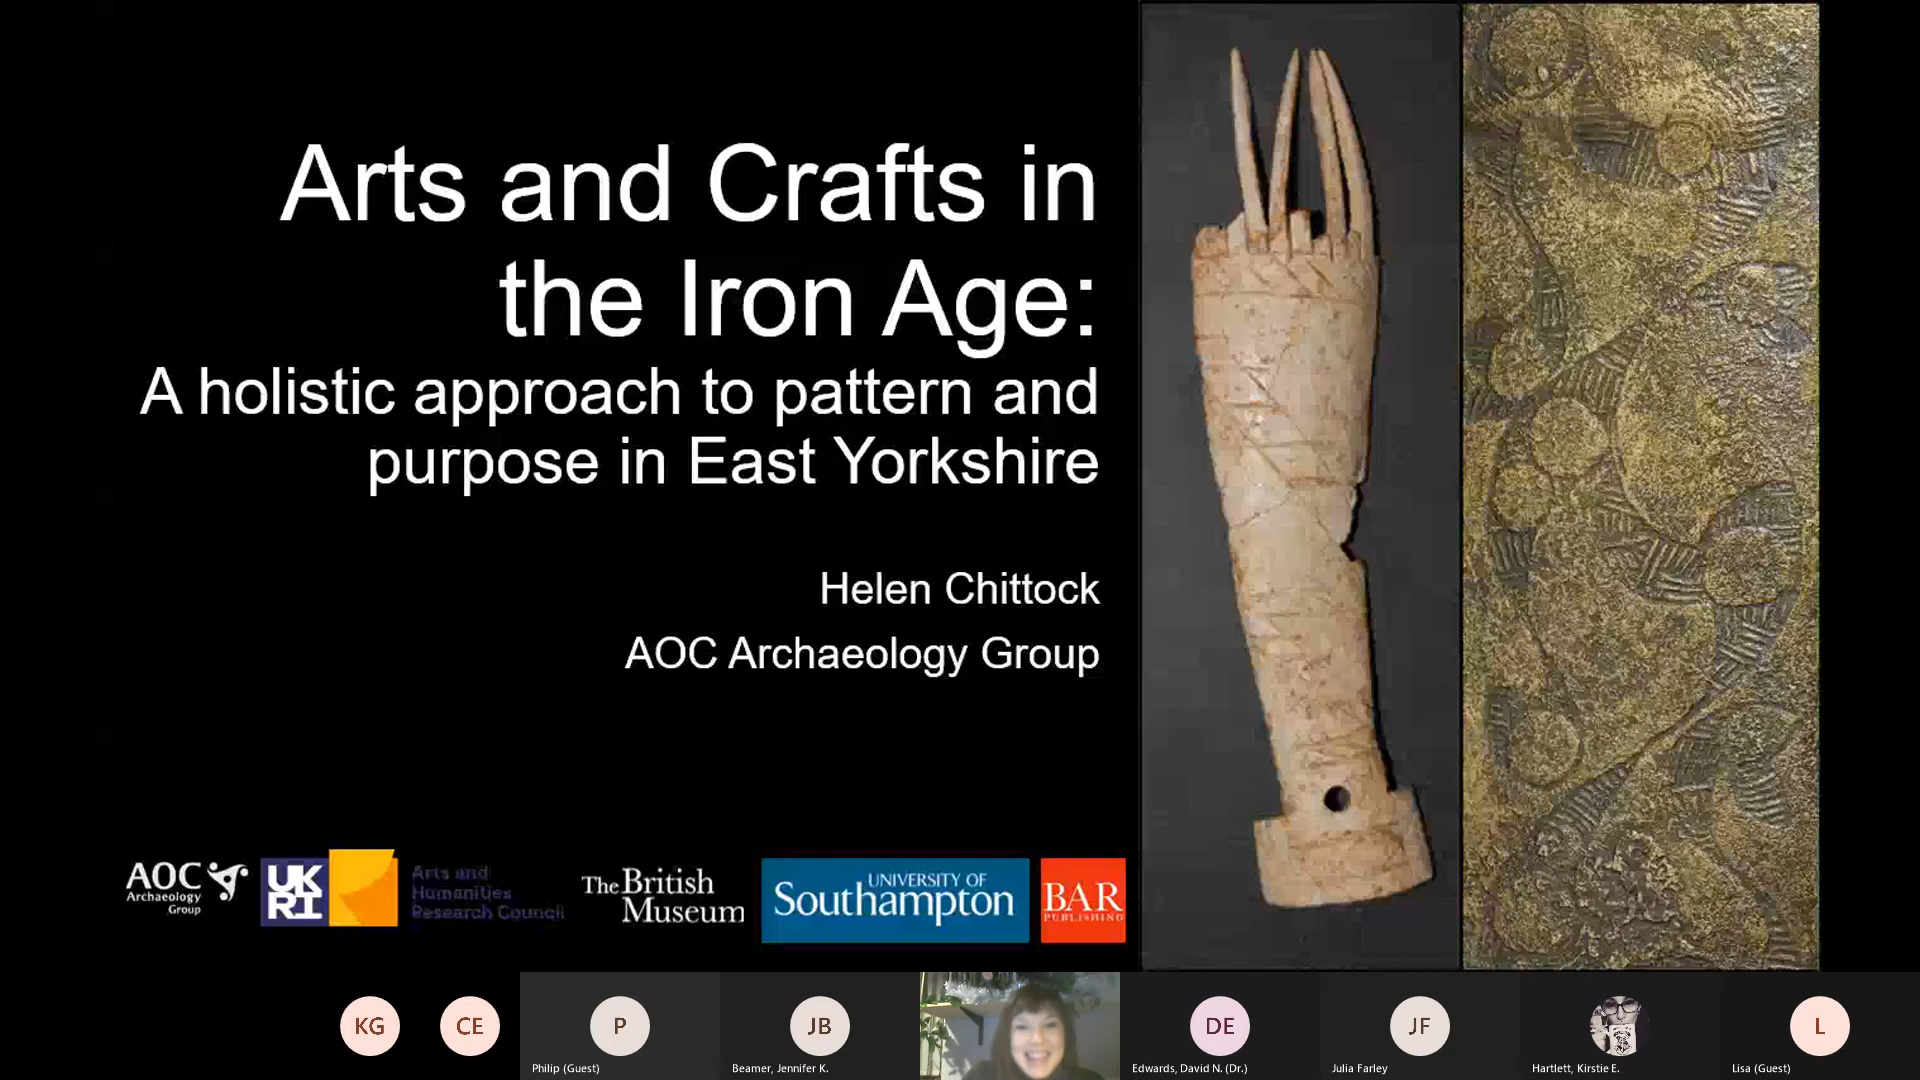 Arts and Crafts in
the Iron Age:
A holistic approach to pattern and
purpose in East Yorkshire
Helen Chittock
AOC Archaeology Group
AOC
Archaeology
Group
UK
RI
Arts and
Humanities
Research Council
The British
Museum
UNIVERSITY OF
Southampton
BAR
PUBLISHING
KG
CE
P
JB
DE
JF
L
Philip (Guest)
Beamer, Jennifer K.
Edwards, David N. (Dr.)
Julia Farley
Hartlett, Kirstie E.
Lisa (Guest)